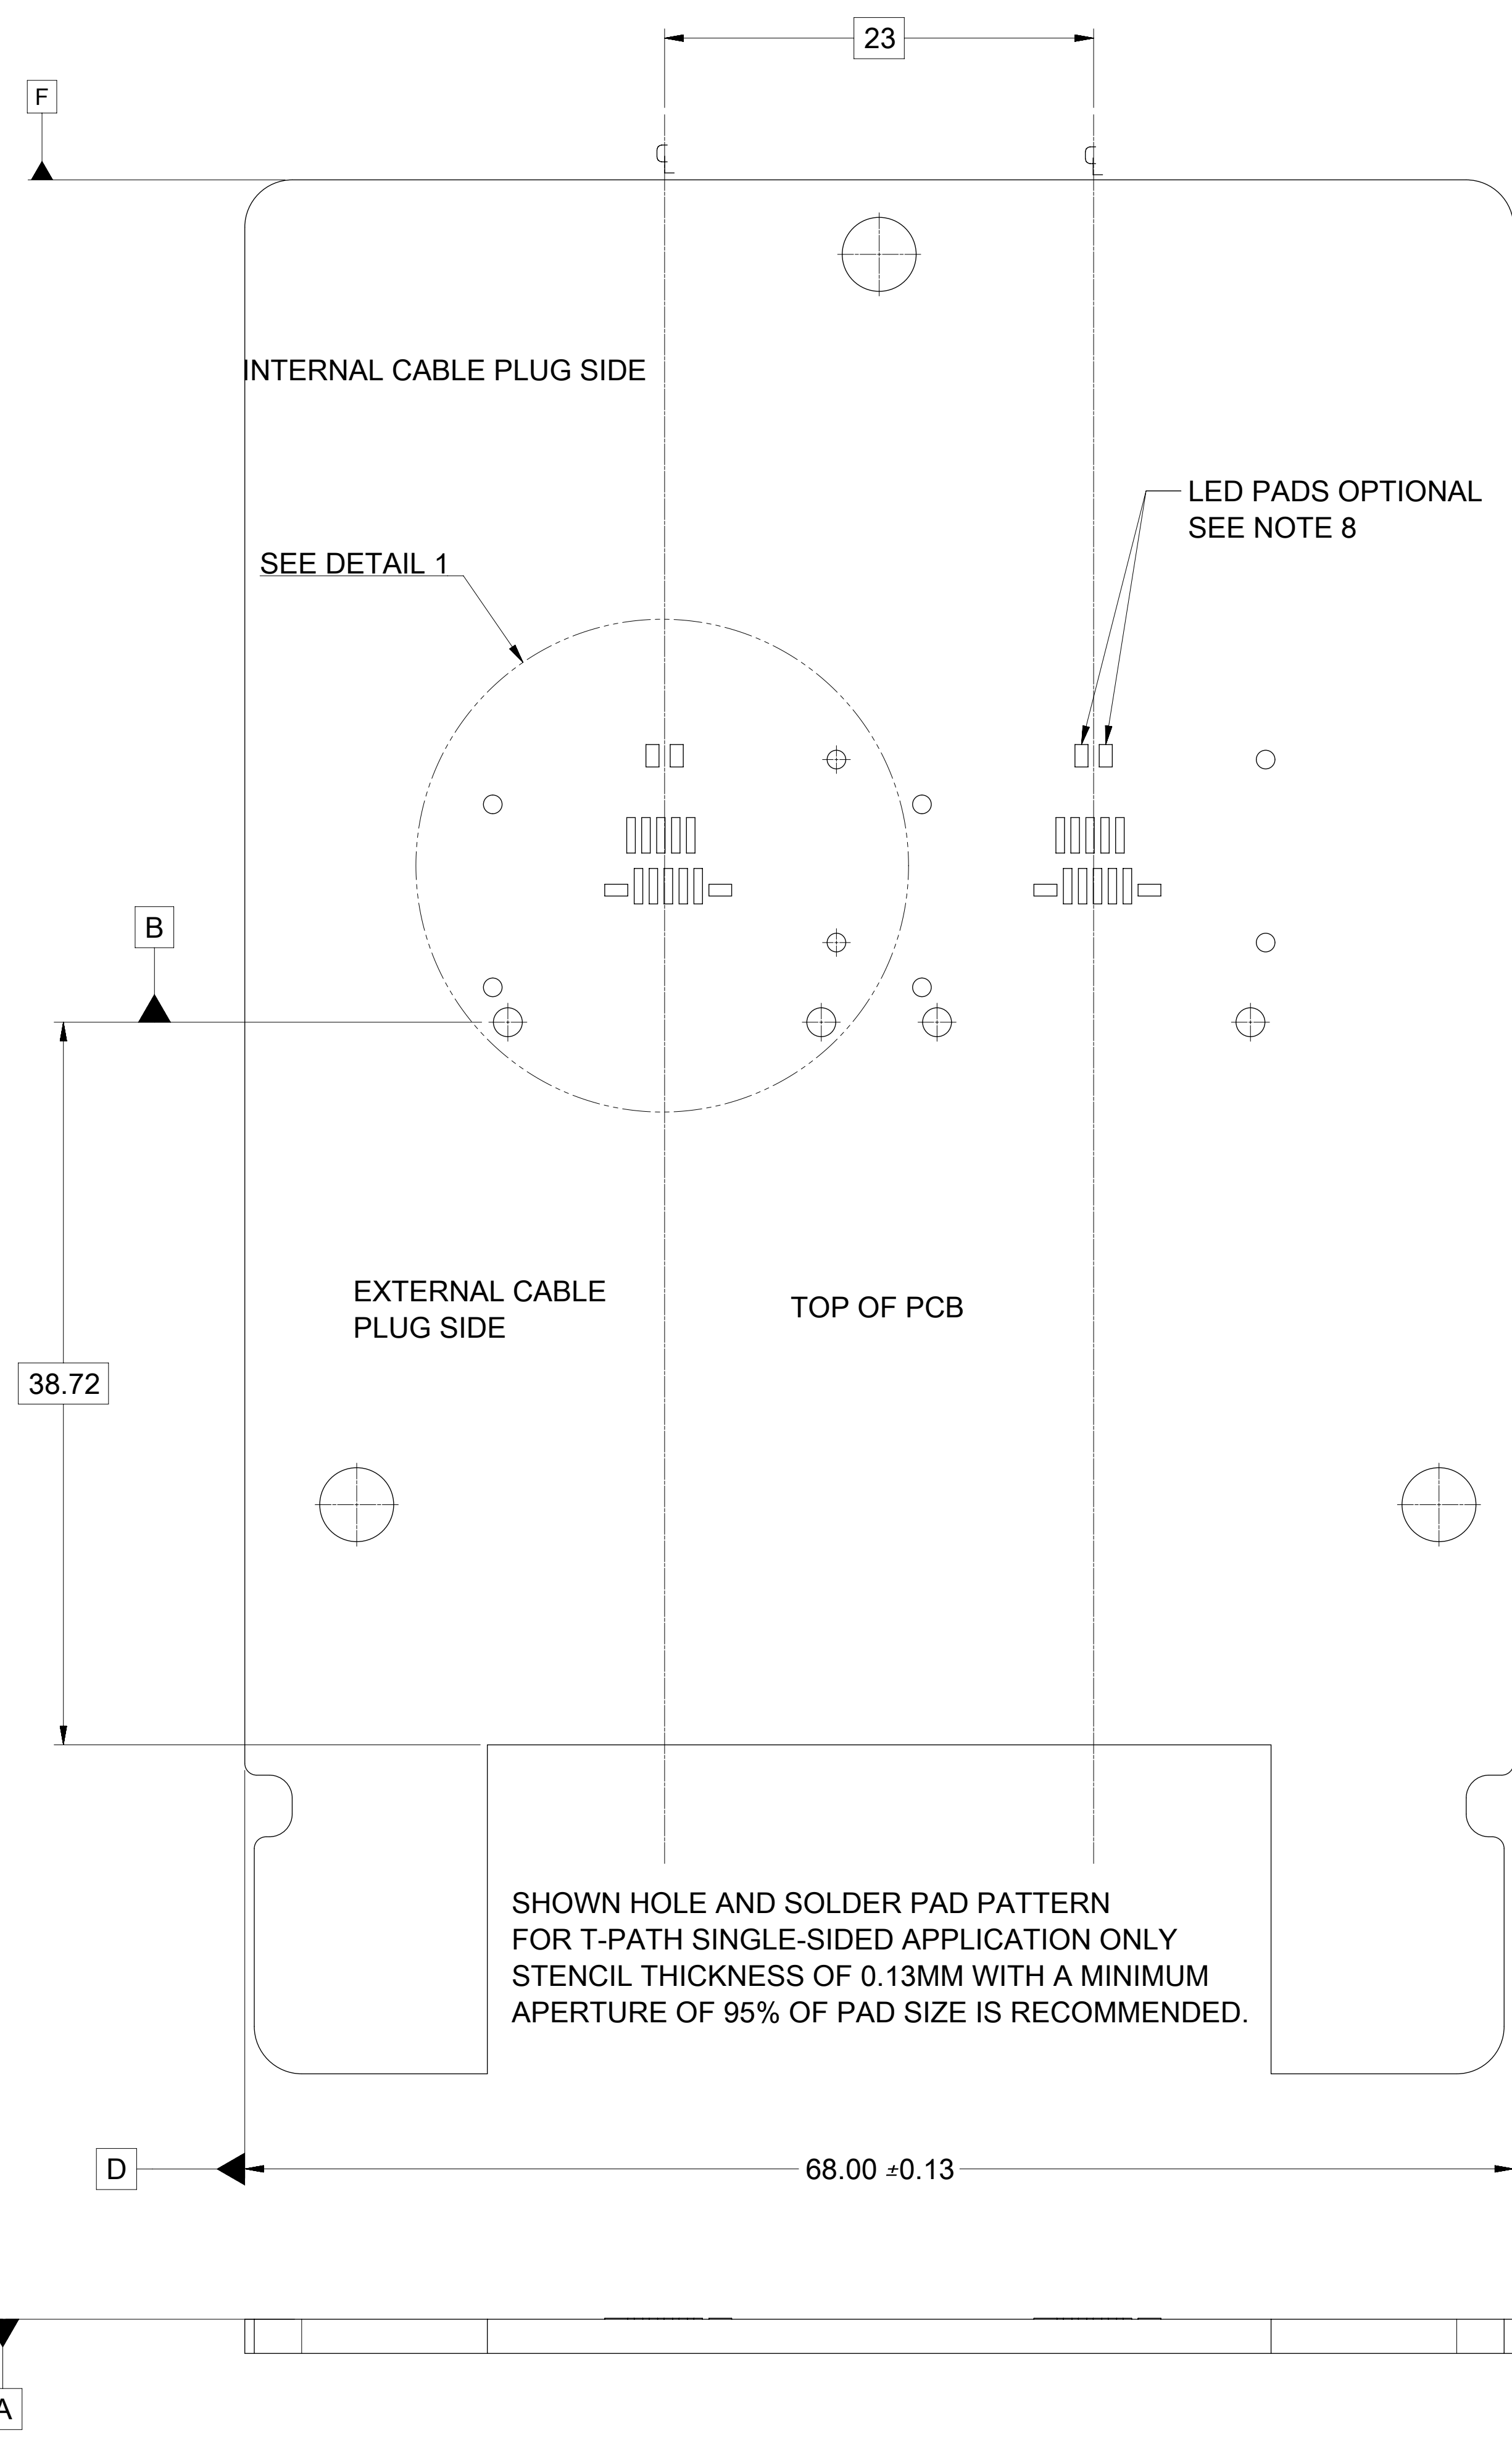 23
F
INTERNAL CABLE PLUG SIDE
LED PADS OPTIONAL
SEE NOTE 8
SEE DETAIL 1
B
EXTERNAL CABLE
PLUG SIDE
TOP OF PCB
38.72
SHOWN HOLE AND SOLDER PAD PATTERN
FOR T-PATH SINGLE-SIDED APPLICATION ONLY
STENCIL THICKNESS OF 0.13MM WITH A MINIMUM
APERTURE OF 95% OF PAD SIZE IS RECOMMENDED.
D
68.00 ±0.13
A